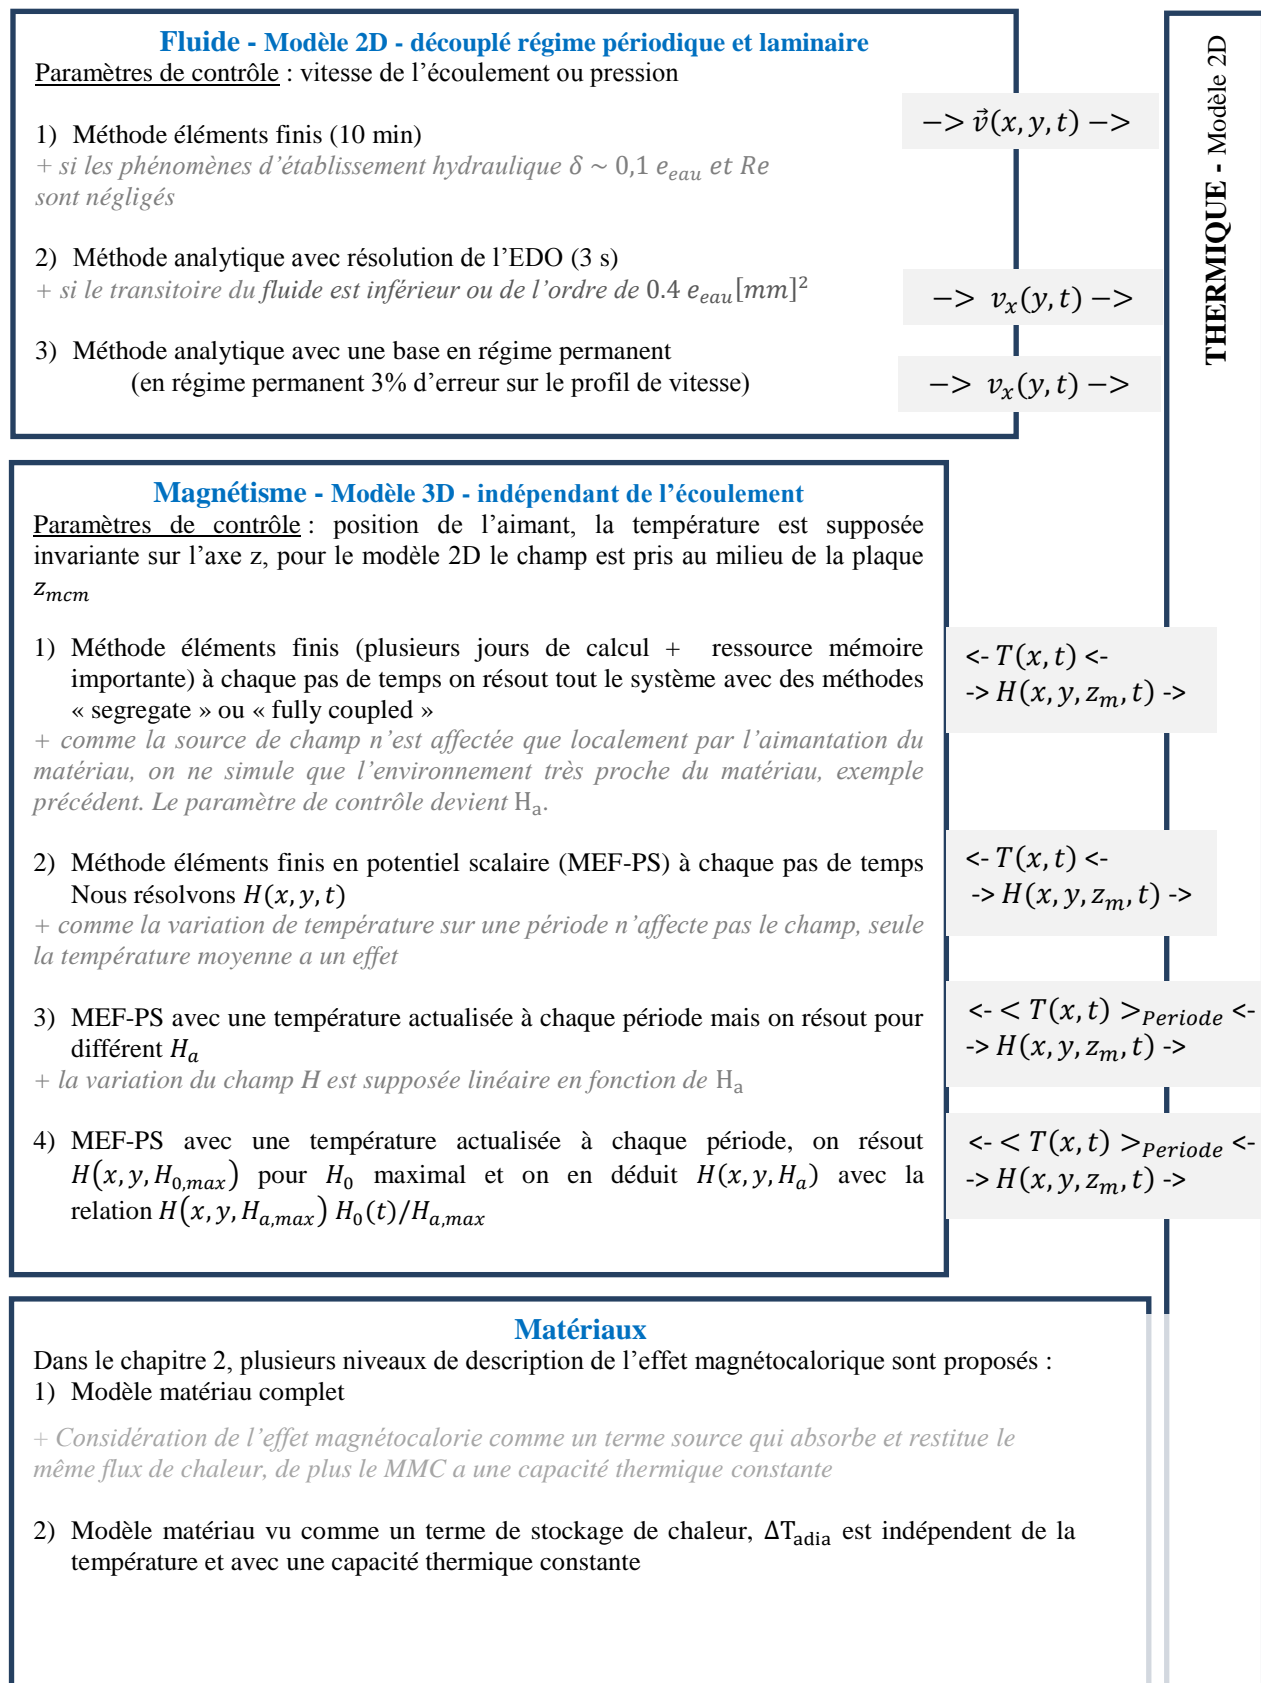 Fluide - Modèle 2D - découplé régime périodique et laminaire
Paramètres de contrôle : vitesse de l'écoulement ou pression
1) Méthode éléments finis (10 min)
+ si les phénomènes d'établissement hydraulique δ ~ 0,1 e_eau et Re
sont négligés
2) Méthode analytique avec résolution de l'EDO (3 s)
+ si le transitoire du fluide est inférieur ou de l'ordre de 0.4 e_eau[mm]²
3) Méthode analytique avec une base en régime permanent
(en régime permanent 3% d'erreur sur le profil de vitesse)
−> v⃗(x, y, t) −>
−> v_x(y, t) −>
−> v_x(y, t) −>
THERMIQUE - Modèle 2D
Magnétisme - Modèle 3D - indépendant de l'écoulement
Paramètres de contrôle : position de l'aimant, la température est supposée
invariante sur l'axe z, pour le modèle 2D le champ est pris au milieu de la plaque
z_mcm
1) Méthode éléments finis (plusieurs jours de calcul + ressource mémoire
importante) à chaque pas de temps on résout tout le système avec des méthodes
« segregate » ou « fully coupled »
+ comme la source de champ n'est affectée que localement par l'aimantation du
matériau, on ne simule que l'environnement très proche du matériau, exemple
précédent. Le paramètre de contrôle devient H_a.
<- T(x, t) <-
-> H(x, y, z_m, t) ->
2) Méthode éléments finis en potentiel scalaire (MEF-PS) à chaque pas de temps
Nous résolvons H(x, y, t)
+ comme la variation de température sur une période n'affecte pas le champ, seule
la température moyenne a un effet
<- T(x, t) <-
-> H(x, y, z_m, t) ->
3) MEF-PS avec une température actualisée à chaque période mais on résout pour
différent H_a
+ la variation du champ H est supposée linéaire en fonction de H_a
<- < T(x, t) >_Periode <-
-> H(x, y, z_m, t) ->
4) MEF-PS avec une température actualisée à chaque période, on résout
H(x, y, H_0,max) pour H_0 maximal et on en déduit H(x, y, H_a) avec la
relation H(x, y, H_a,max) H_0(t)/H_a,max
<- < T(x, t) >_Periode <-
-> H(x, y, z_m, t) ->
Matériaux
Dans le chapitre 2, plusieurs niveaux de description de l'effet magnétocalorique sont proposés :
1) Modèle matériau complet
+ Considération de l'effet magnétocalorie comme un terme source qui absorbe et restitue le
même flux de chaleur, de plus le MMC a une capacité thermique constante
2) Modèle matériau vu comme un terme de stockage de chaleur, ΔT_adia est indépendant de la
température et avec une capacité thermique constante